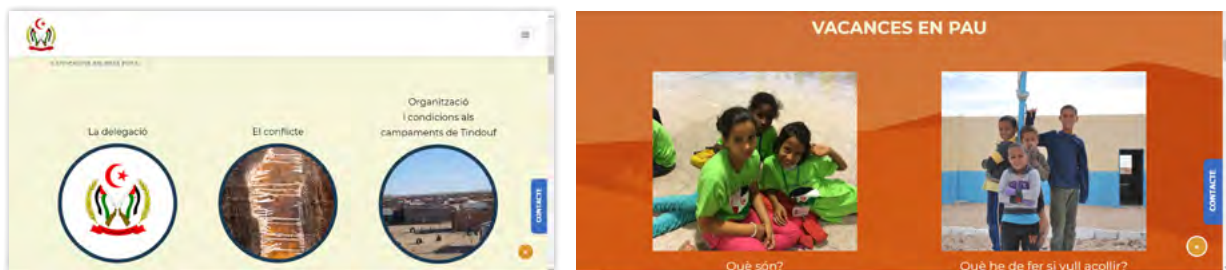 La delegació
El conflicte
Organització
i condicions als
campaments de Tindouf
CONTACTE
VACANCES EN PAU
Què són?
Què he de fer si vull acollir?
CONTACTE